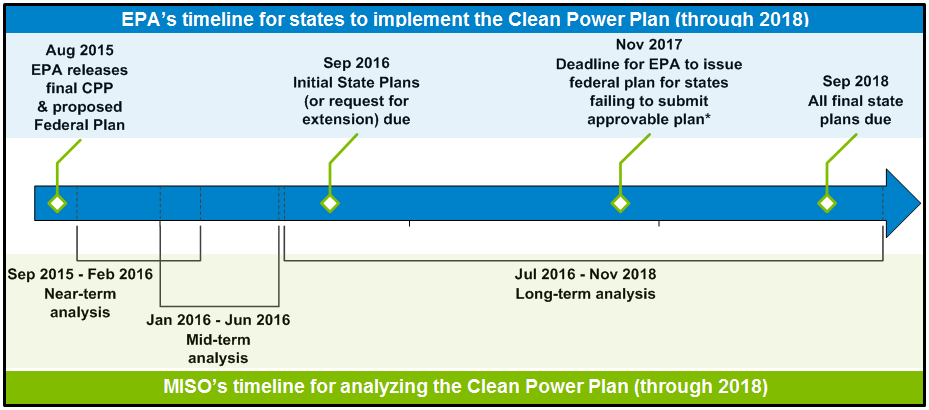 EPA's timeline for states to implement the Clean Power Plan (through 2018)
Aug 2015
EPA releases
final CPP
& proposed
Federal Plan
Sep 2016
Initial State Plans
(or request for
extension) due
Nov 2017
Deadline for EPA to issue
federal plan for states
failing to submit
approvable plan*
Sep 2018
All final state
plans due
Sep 2015 - Feb 2016
Near-term
analysis
Jan 2016 - Jun 2016
Mid-term
analysis
Jul 2016 - Nov 2018
Long-term analysis
MISO's timeline for analyzing the Clean Power Plan (through 2018)